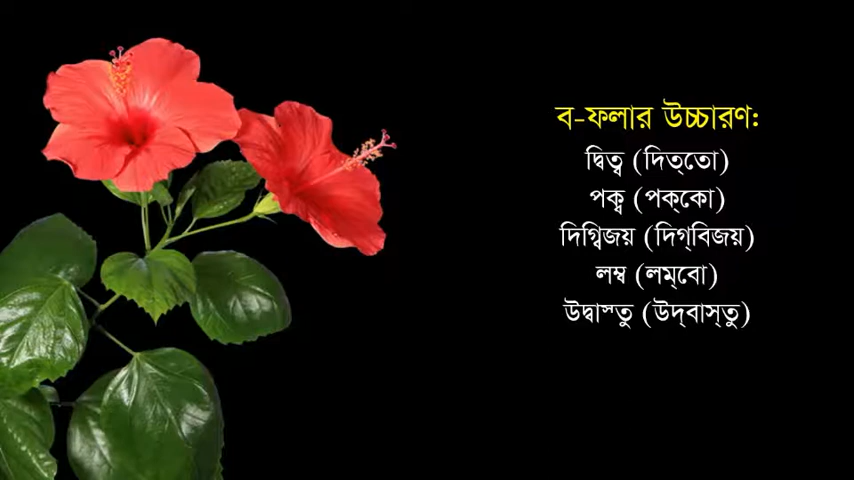 ব-ফলার উচ্চারণ:
দ্বিত্ব (দিত্‌তো)
পক্ব (পক্‌কো)
দিগ্বিজয় (দিগ্‌বিজয়)
লম্ব (লম্‌বো)
উদ্বাস্তু (উদ্‌বাস্‌তু)